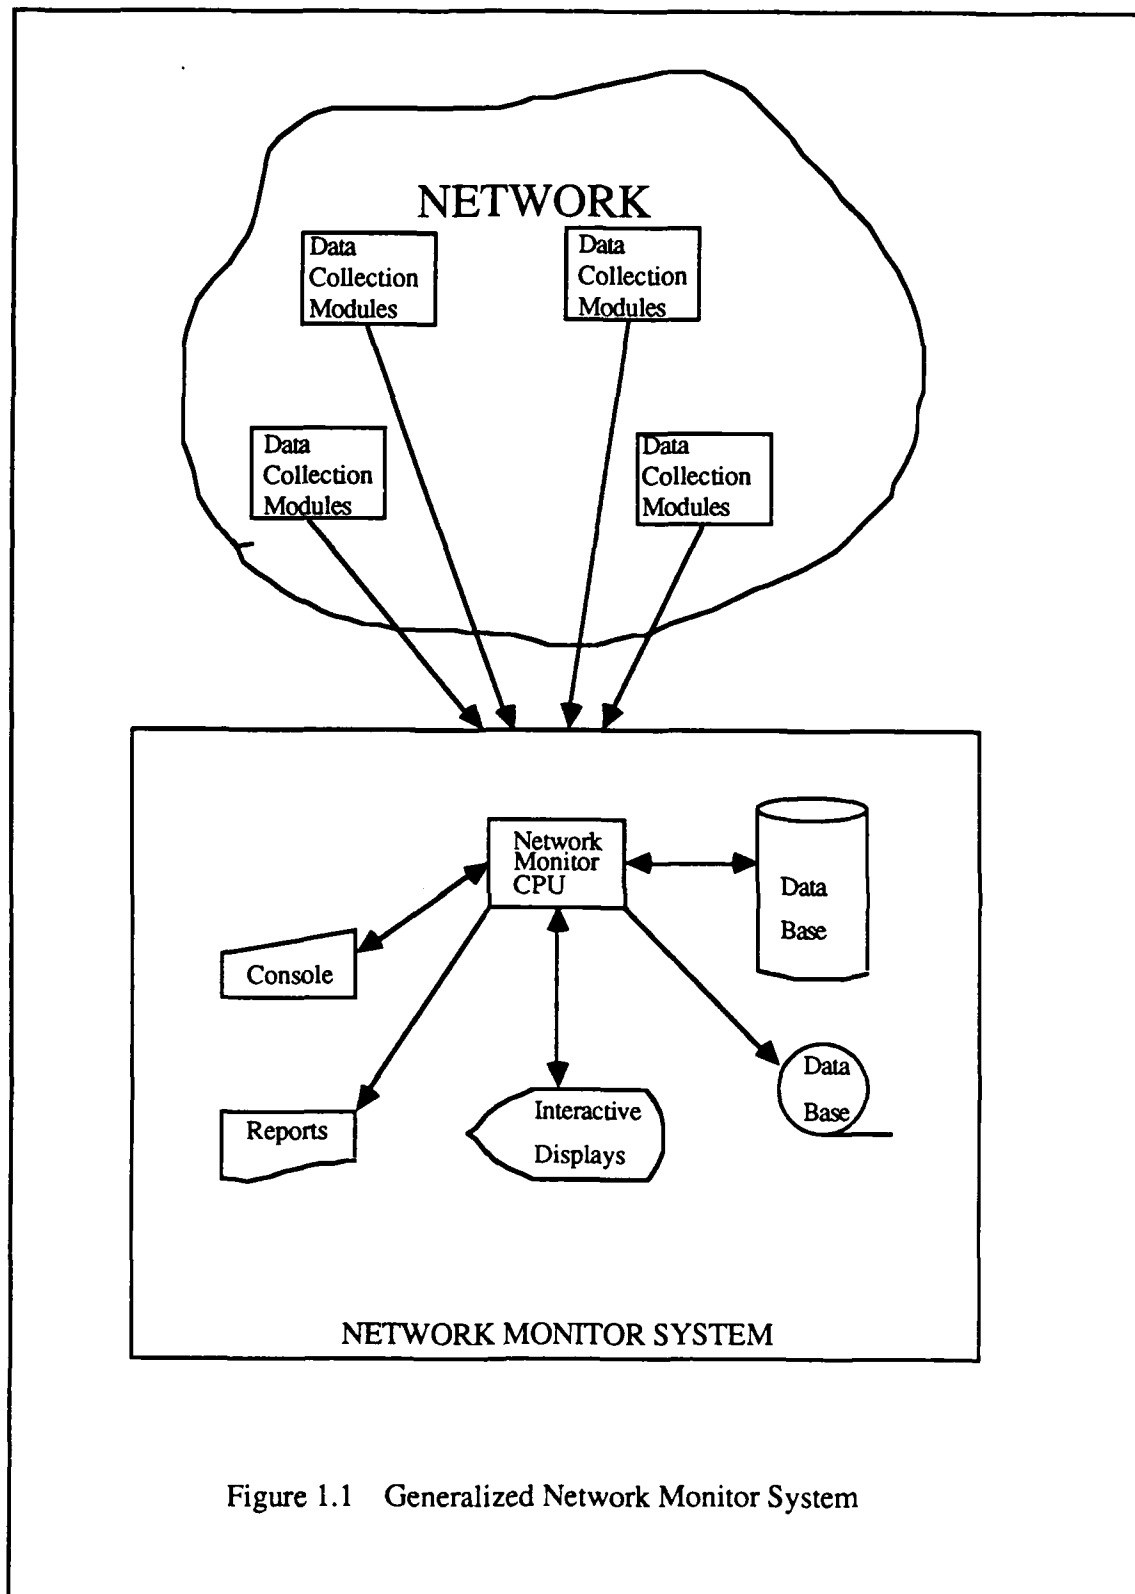 NETWORK
Data
Collection
Modules
Data
Collection
Modules
Data
Collection
Modules
Data
Collection
Modules
Network
Monitor
CPU
Data
Base
Console
Reports
Interactive
Displays
Data
Base
NETWORK MONITOR SYSTEM
Figure 1.1 Generalized Network Monitor System